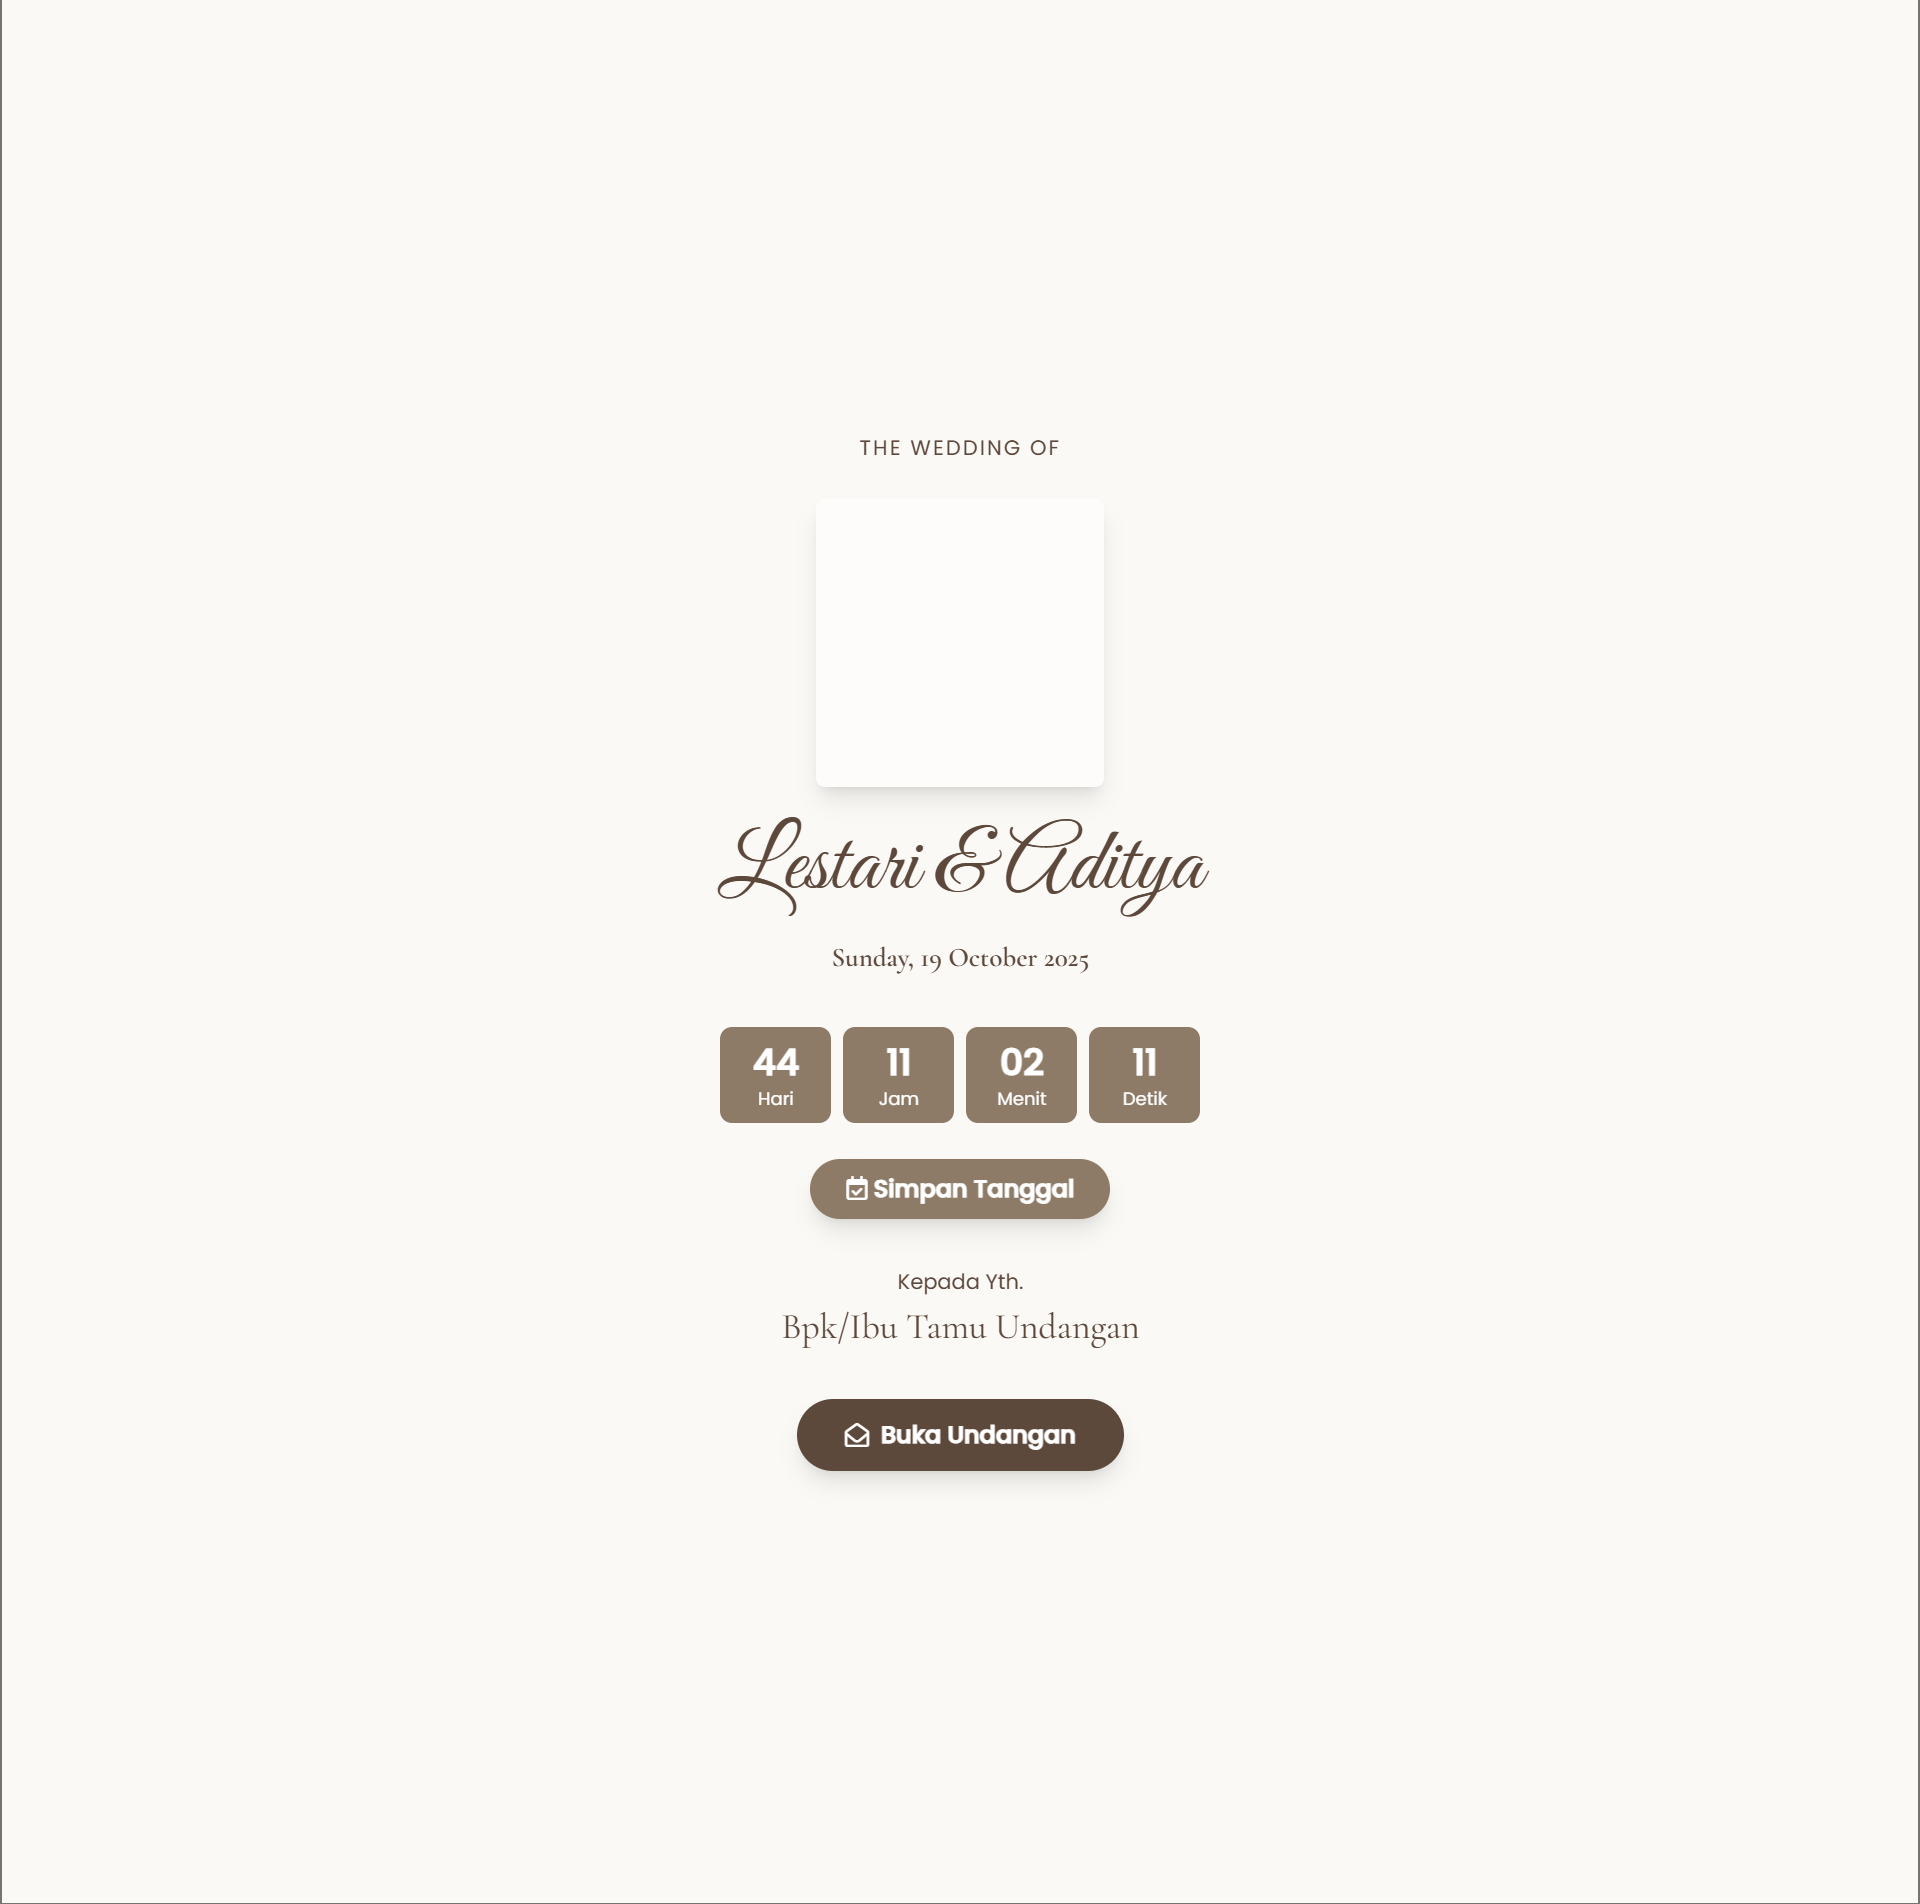 THE WEDDING OF
Lestari & Aditya
Sunday, 19 October 2025
44 11 02 11
Hari Jam Menit Detik
Simpan Tanggal
Kepada Yth.
Bpk/Ibu Tamu Undangan
Buka Undangan